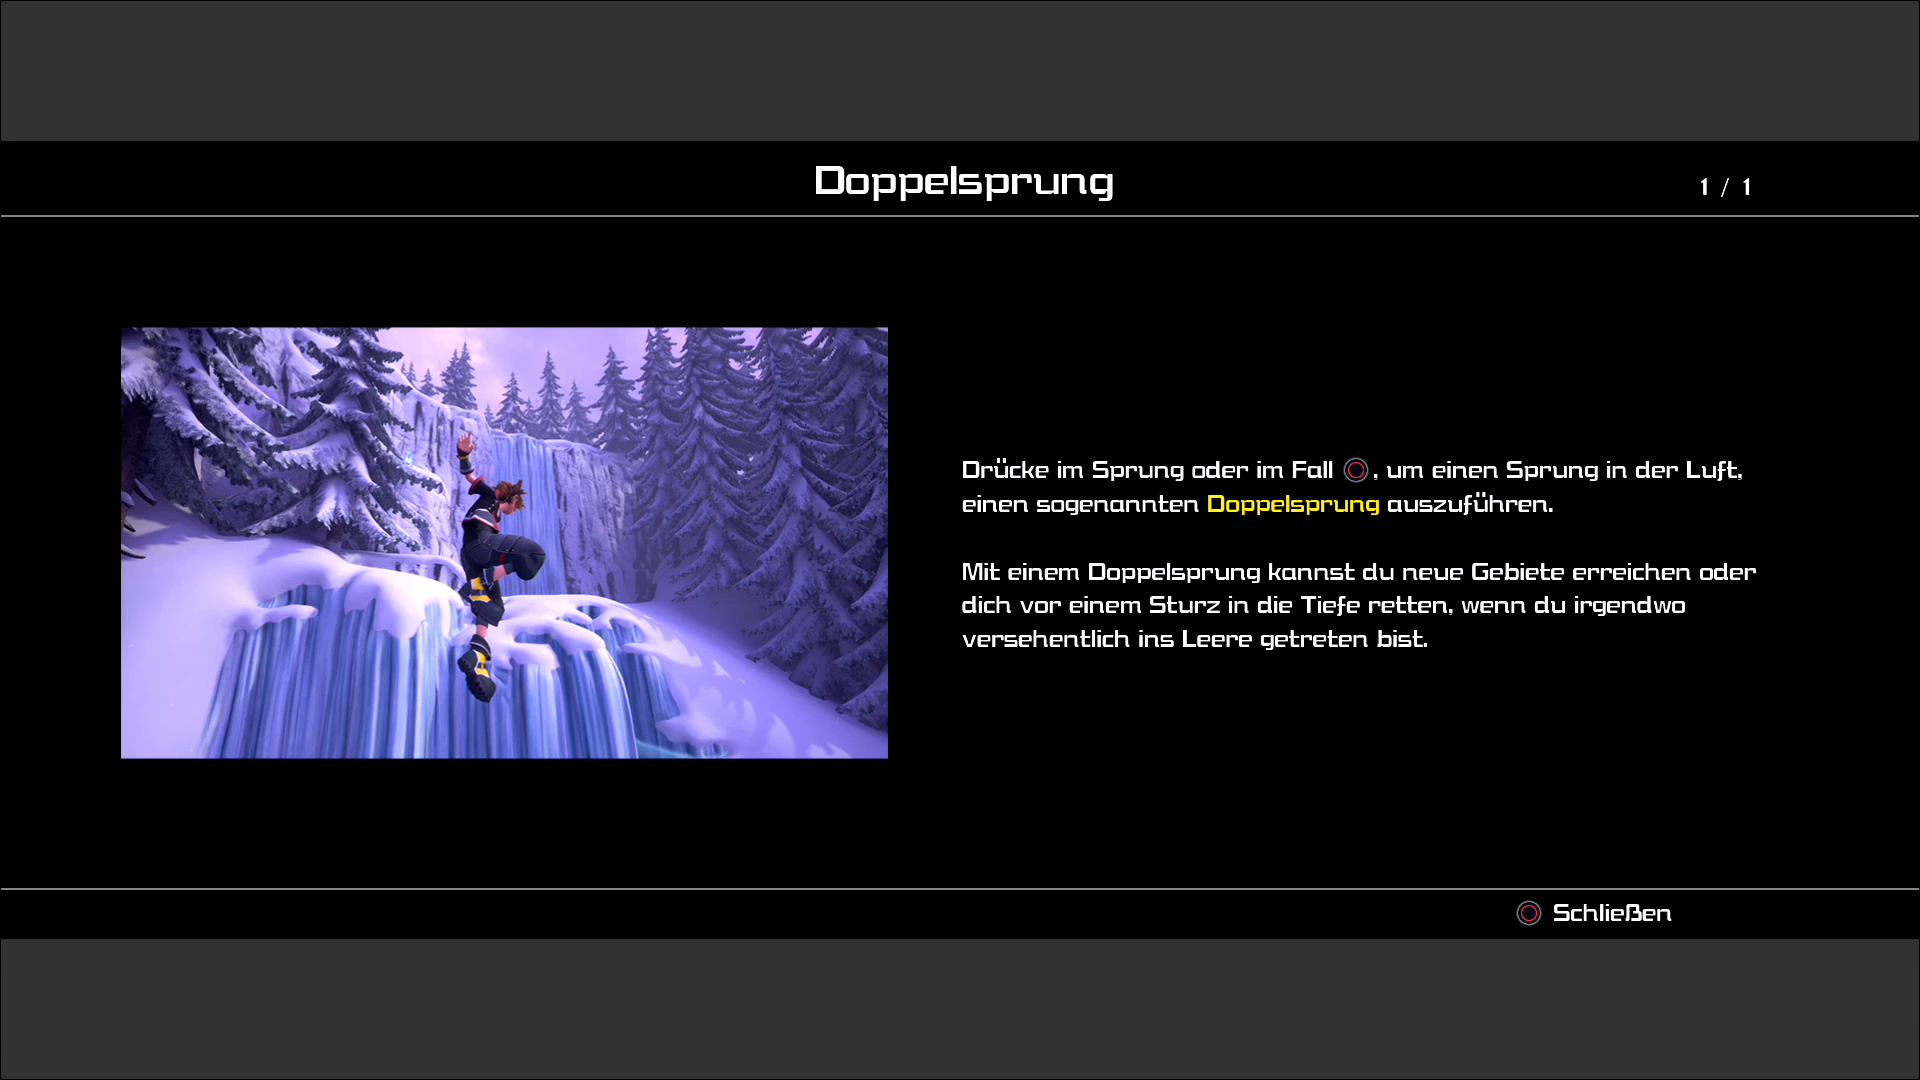 Doppelsprung
1 / 1
Drücke im Sprung oder im Fall ◯, um einen Sprung in der Luft,
einen sogenannten Doppelsprung auszuführen.
Mit einem Doppelsprung kannst du neue Gebiete erreichen oder
dich vor einem Sturz in die Tiefe retten, wenn du irgendwo
versehentlich ins Leere getreten bist.
◯ Schließen